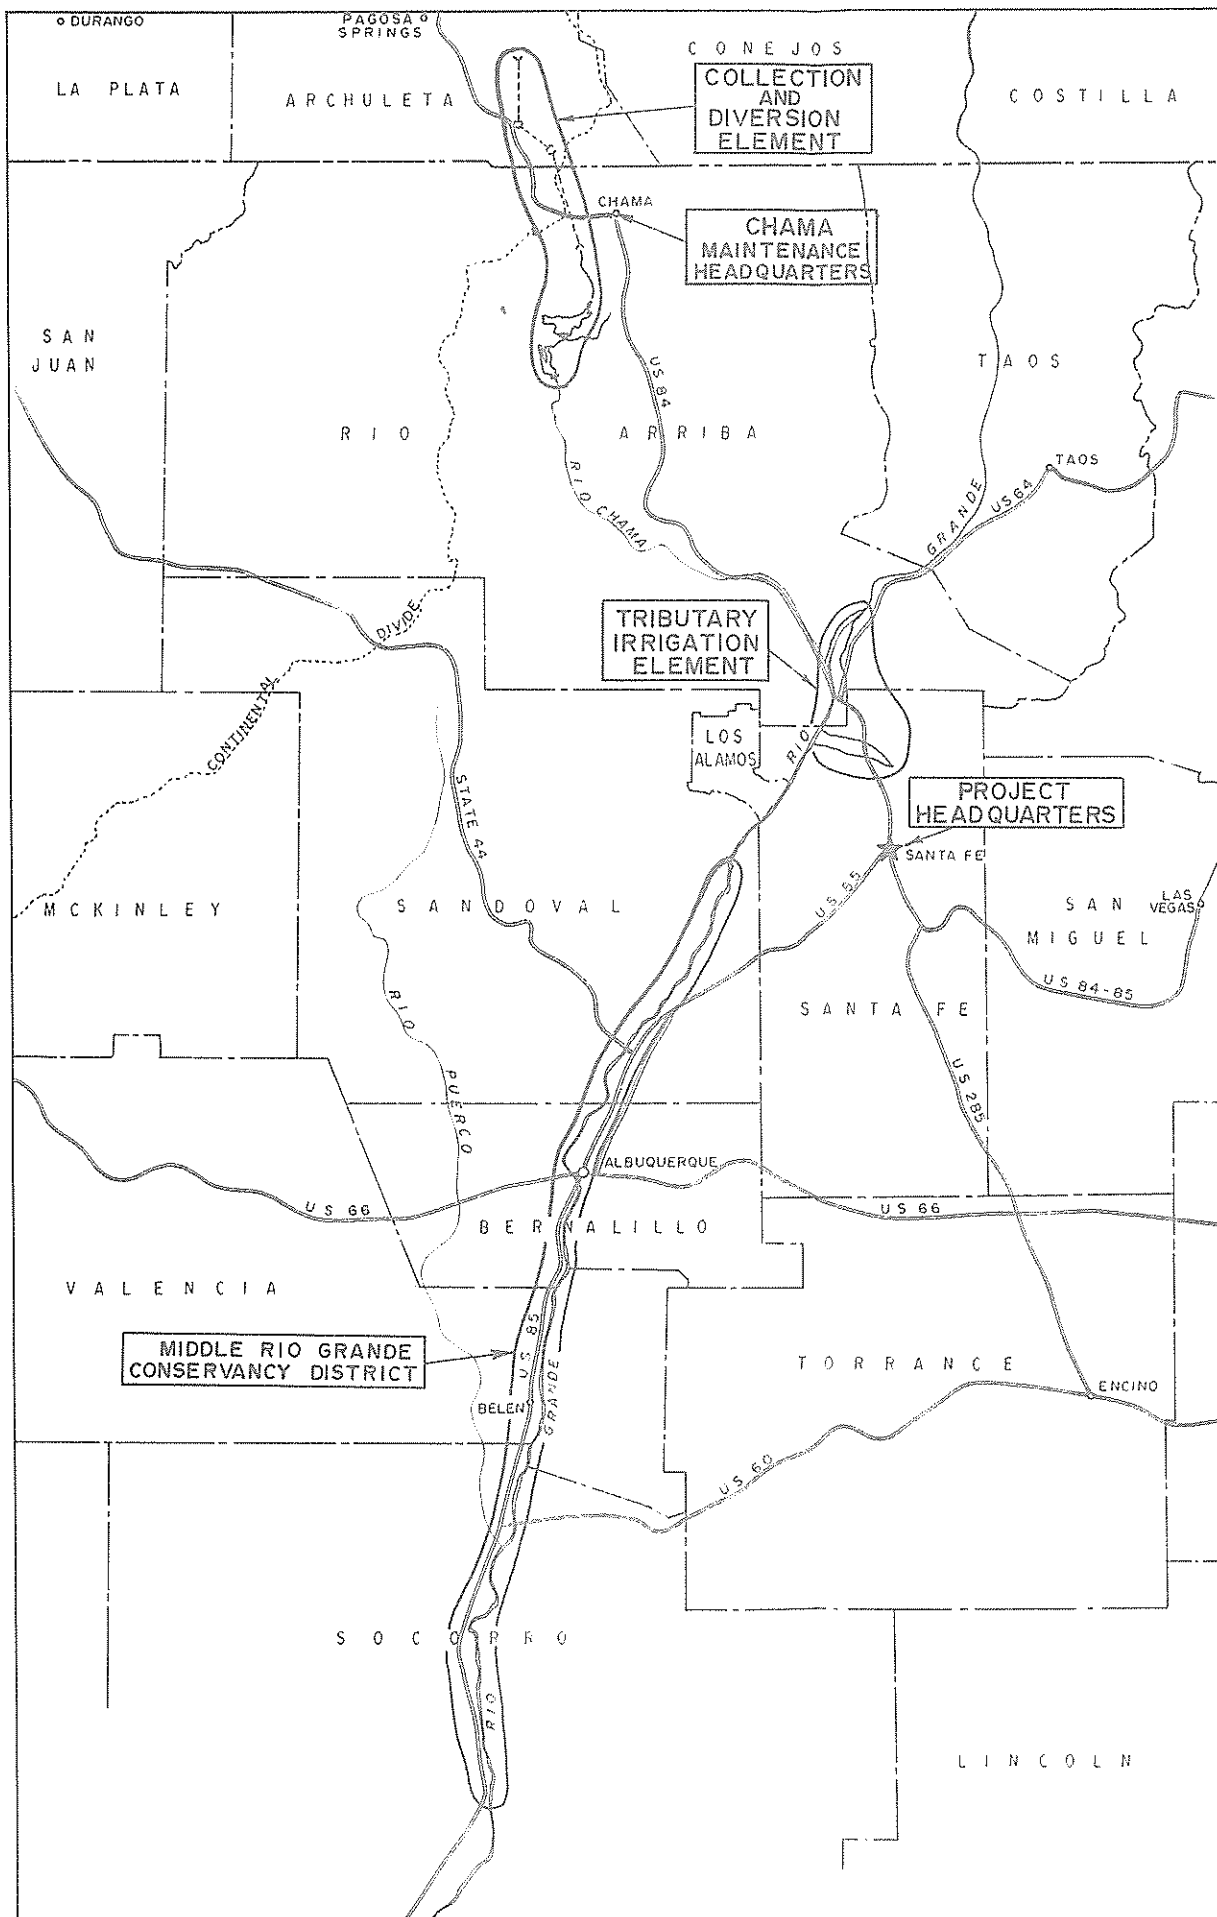 DURANGO
PAGOSA
SPRINGS
CONEJOS
LA PLATA
ARCHULETA
COLLECTION
AND
DIVERSION
ELEMENT
COSTILLA
CHAMA
CHAMA
MAINTENANCE
HEADQUARTERS
SAN
JUAN
US 84
TAOS
RIO
ARRIBA
TAOS
RIO CHAMA
GRANDE
US 64
TRIBUTARY
IRRIGATION
ELEMENT
DIVIDE
CONTINENTAL
LOS
ALAMOS
RIO
STATE 44
PROJECT
HEADQUARTERS
SANTA FE
US 85
MCKINLEY
SANDOVAL
SAN
MIGUEL
LAS
VEGAS
US 84-85
RIO
PUERCO
SANTA FE
US 285
ALBUQUERQUE
US 66
BERNALILLO
US 66
VALENCIA
US 85
MIDDLE RIO GRANDE
CONSERVANCY DISTRICT
GRANDE
TORRANCE
BELEN
ENCINO
US 60
SOCORRO
RIO
LINCOLN